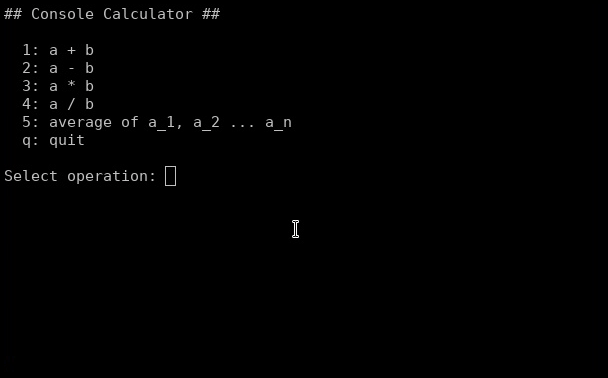 ## Console Calculator ##
1: a + b
2: a - b
3: a * b
4: a / b
5: average of a_1, a_2 ... a_n
q: quit
Select operation: